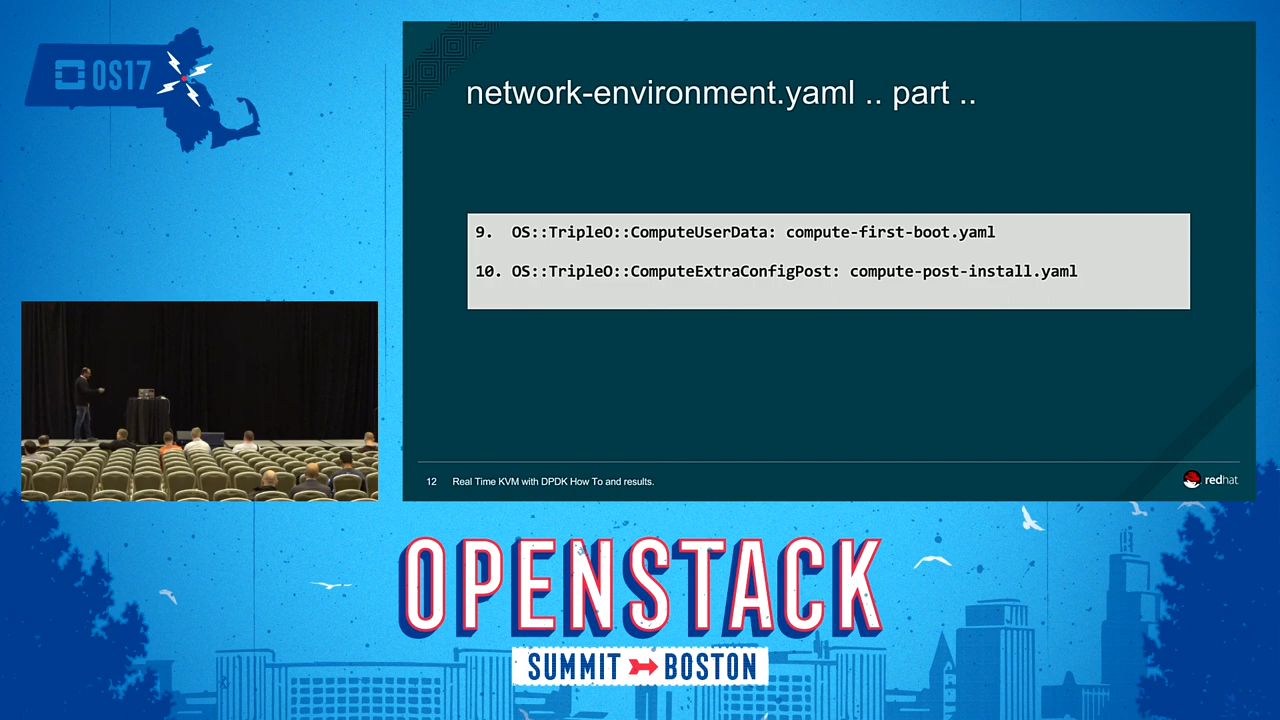 OS17
network-environment.yaml .. part ..
9. OS::TripleO::ComputeUserData: compute-first-boot.yaml
10. OS::TripleO::ComputeExtraConfigPost: compute-post-install.yaml
12 Real Time KVM with DPDK How To and results.
redhat.
OPENSTACK
SUMMIT BOSTON